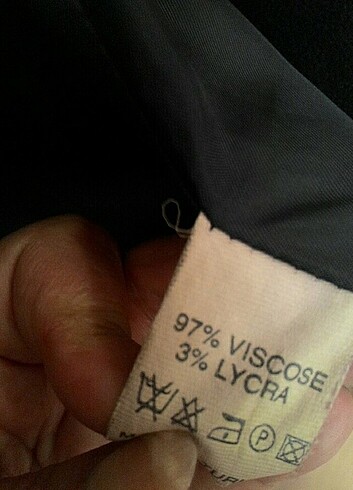 97% VISCOSE
3% LYCRA
P